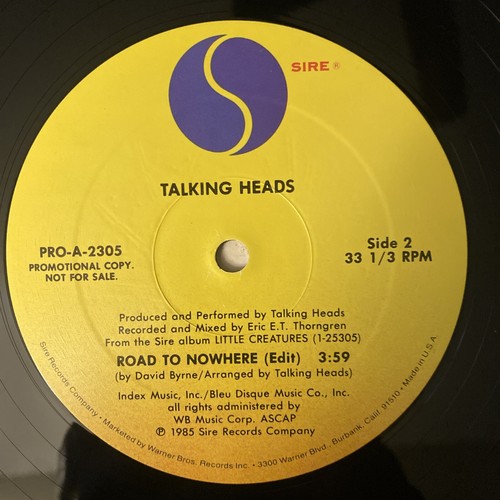 SIRE ®
TALKING HEADS
PRO-A-2305
PROMOTIONAL COPY.
NOT FOR SALE.
Side 2
33 1/3 RPM
Produced and Performed by Talking Heads
Recorded and Mixed by Eric E.T. Thorngren
From the Sire album LITTLE CREATURES (1-25305)
ROAD TO NOWHERE (Edit) 3:59
(by David Byrne/Arranged by Talking Heads)
Index Music, Inc./Bleu Disque Music Co., Inc.
all rights administered by
WB Music Corp. ASCAP
℗ 1985 Sire Records Company
Sire Records Company • Marketed by Warner Bros. Records Inc. • 3300 Warner Blvd., Burbank, Calif. 91510 • Made in U.S.A.